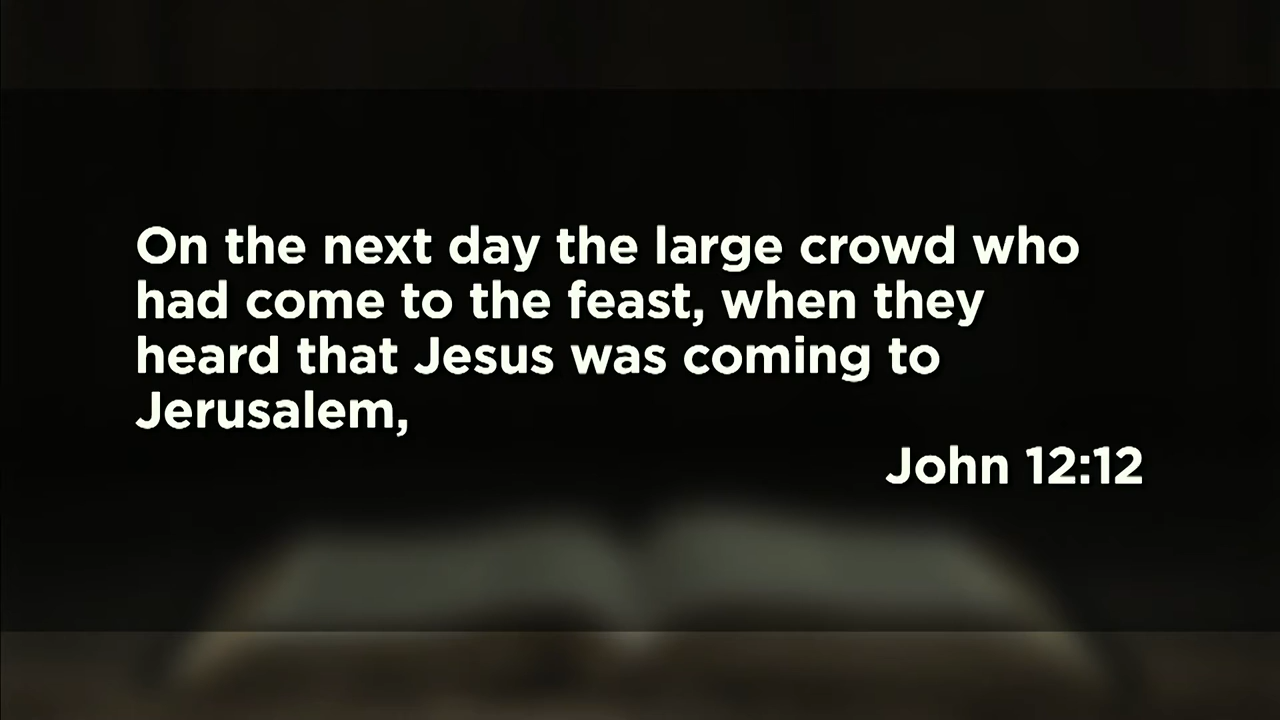 On the next day the large crowd who
had come to the feast, when they
heard that Jesus was coming to
Jerusalem,
John 12:12